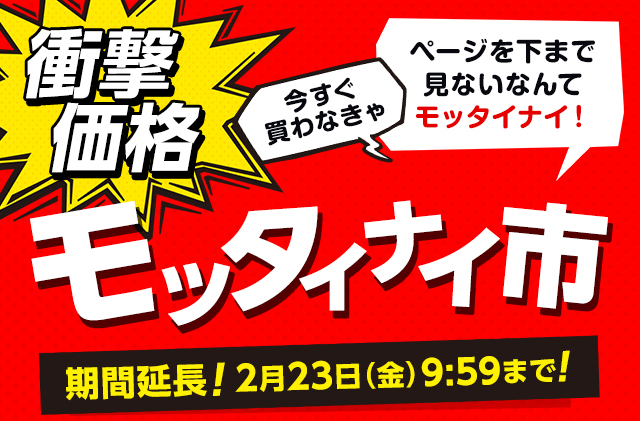 衝撃
価格
今すぐ
買わなきゃ
ページを下まで
見ないなんて
モッタイナイ！
モッタイナイ市
期間延長！2月23日（金）9:59まで！